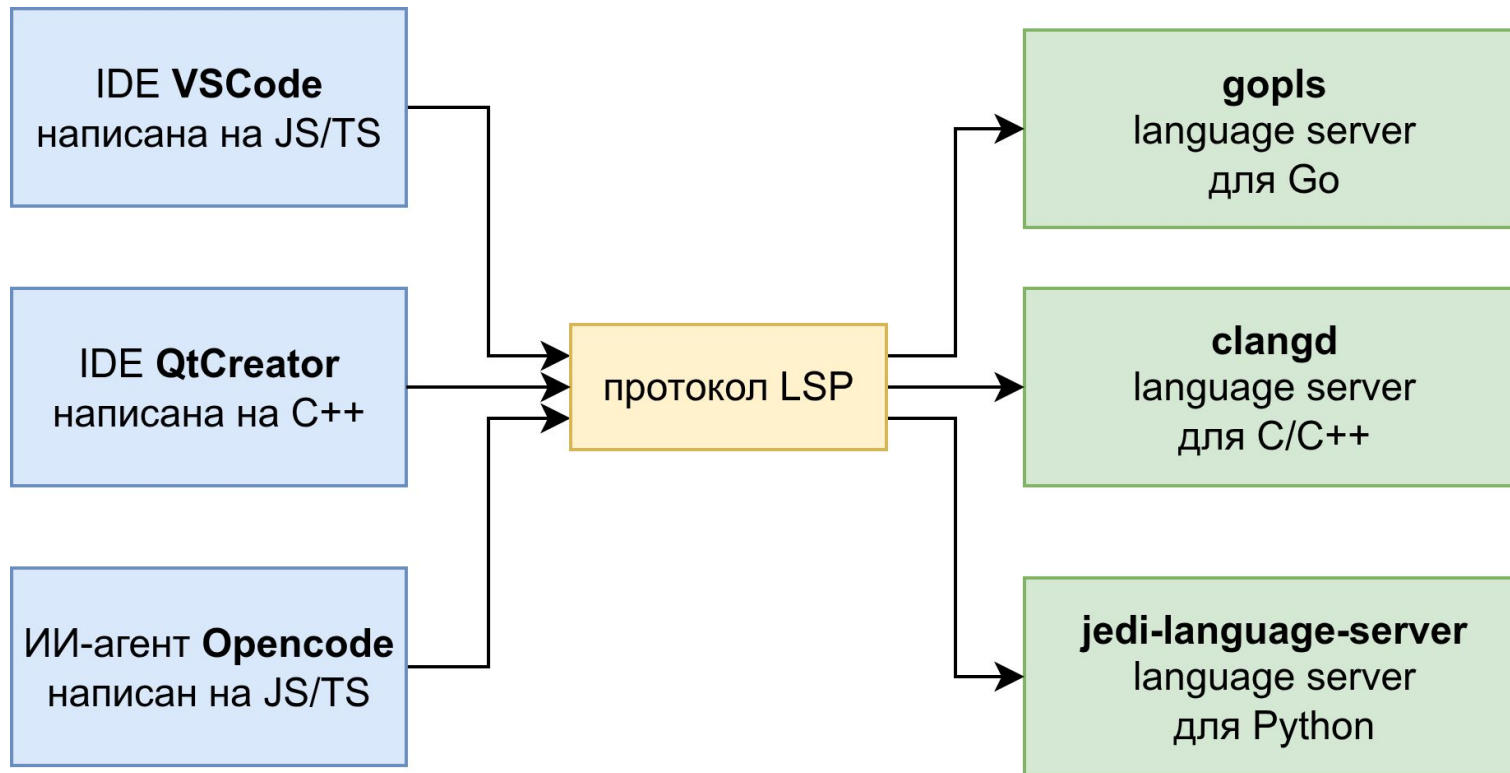 IDE VSCode
написана на JS/TS
IDE QtCreator
написана на C++
ИИ-агент Opencode
написан на JS/TS
протокол LSP
gopls
language server
для Go
clangd
language server
для C/C++
jedi-language-server
language server
для Python